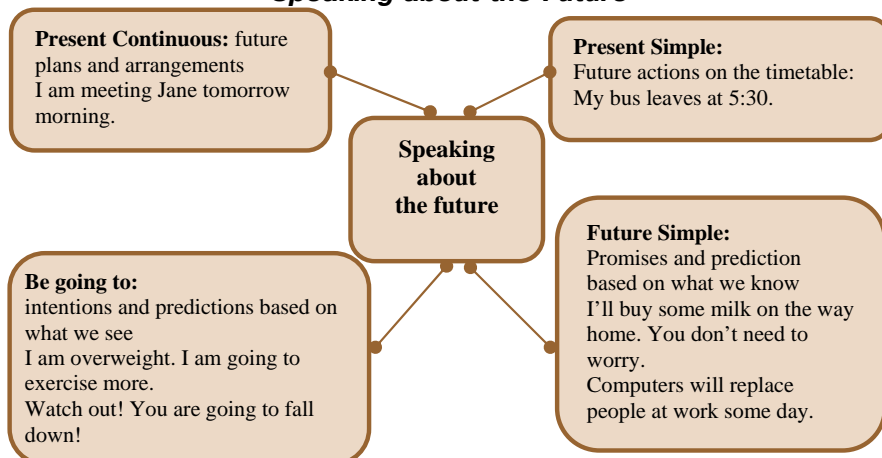 Speaking about the Future
Present Continuous: future
plans and arrangements
I am meeting Jane tomorrow
morning.
Present Simple:
Future actions on the timetable:
My bus leaves at 5:30.
Speaking
about
the future
Be going to:
intentions and predictions based on
what we see
I am overweight. I am going to
exercise more.
Watch out! You are going to fall
down!
Future Simple:
Promises and prediction
based on what we know
I’ll buy some milk on the way
home. You don’t need to
worry.
Computers will replace
people at work some day.